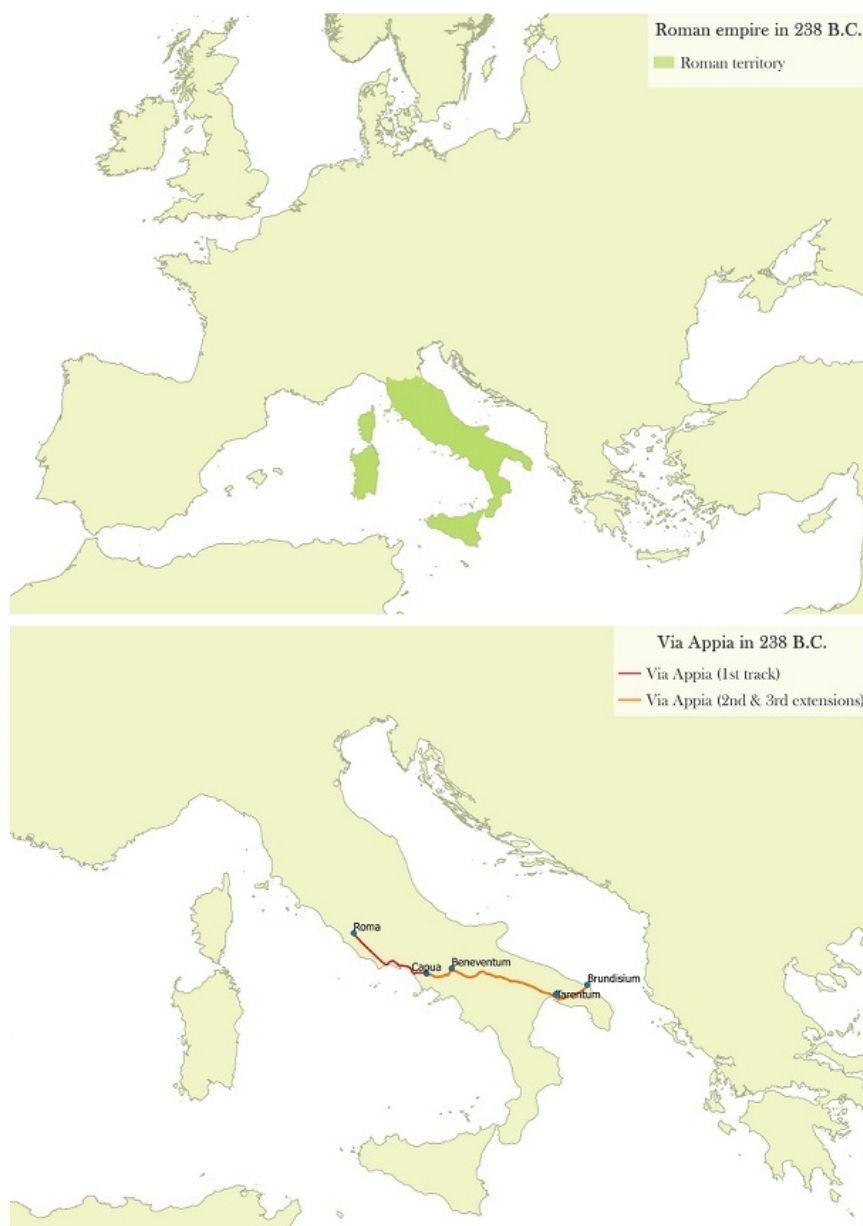 Roman empire in 238 B.C.
Roman territory
Via Appia in 238 B.C.
Via Appia (1st track)
Via Appia (2nd & 3rd extensions)
Roma
Capua
Beneventum
Brundisium
Tarentum